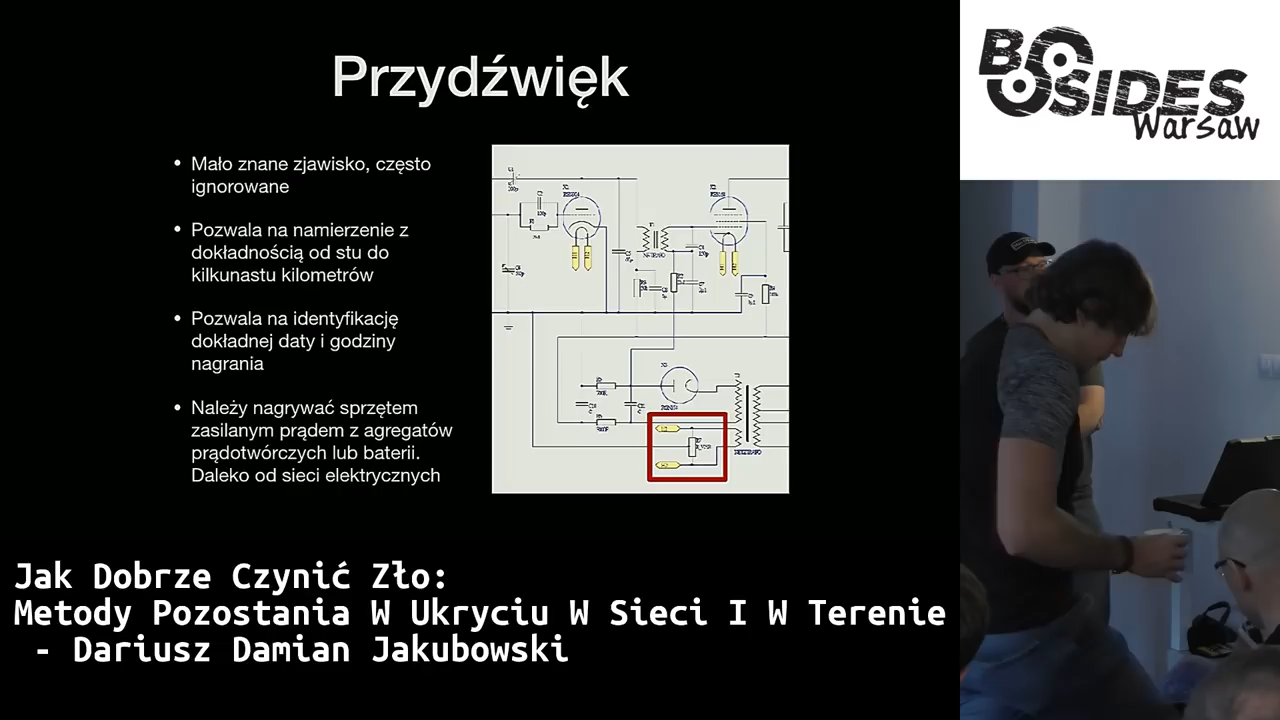 Przydźwięk
• Mało znane zjawisko, często
ignorowane
• Pozwala na namierzenie z
dokładnością od stu do
kilkunastu kilometrów
• Pozwala na identyfikację
dokładnej daty i godziny
nagrania
• Należy nagrywać sprzętem
zasilanym prądem z agregatów
prądotwórczych lub baterii.
Daleko od sieci elektrycznych
BSIDES
Warsaw
Jak Dobrze Czynić Zło:
Metody Pozostania W Ukryciu W Sieci I W Terenie
- Dariusz Damian Jakubowski